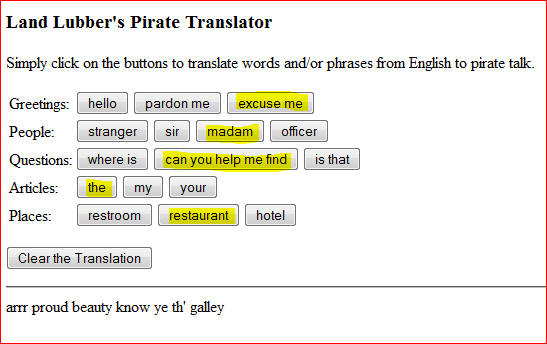 Land Lubber's Pirate Translator
Simply click on the buttons to translate words and/or phrases from English to pirate talk.
Greetings: hello pardon me excuse me
People: stranger sir madam officer
Questions: where is can you help me find is that
Articles: the my your
Places: restroom restaurant hotel
Clear the Translation
arrr proud beauty know ye th' galley